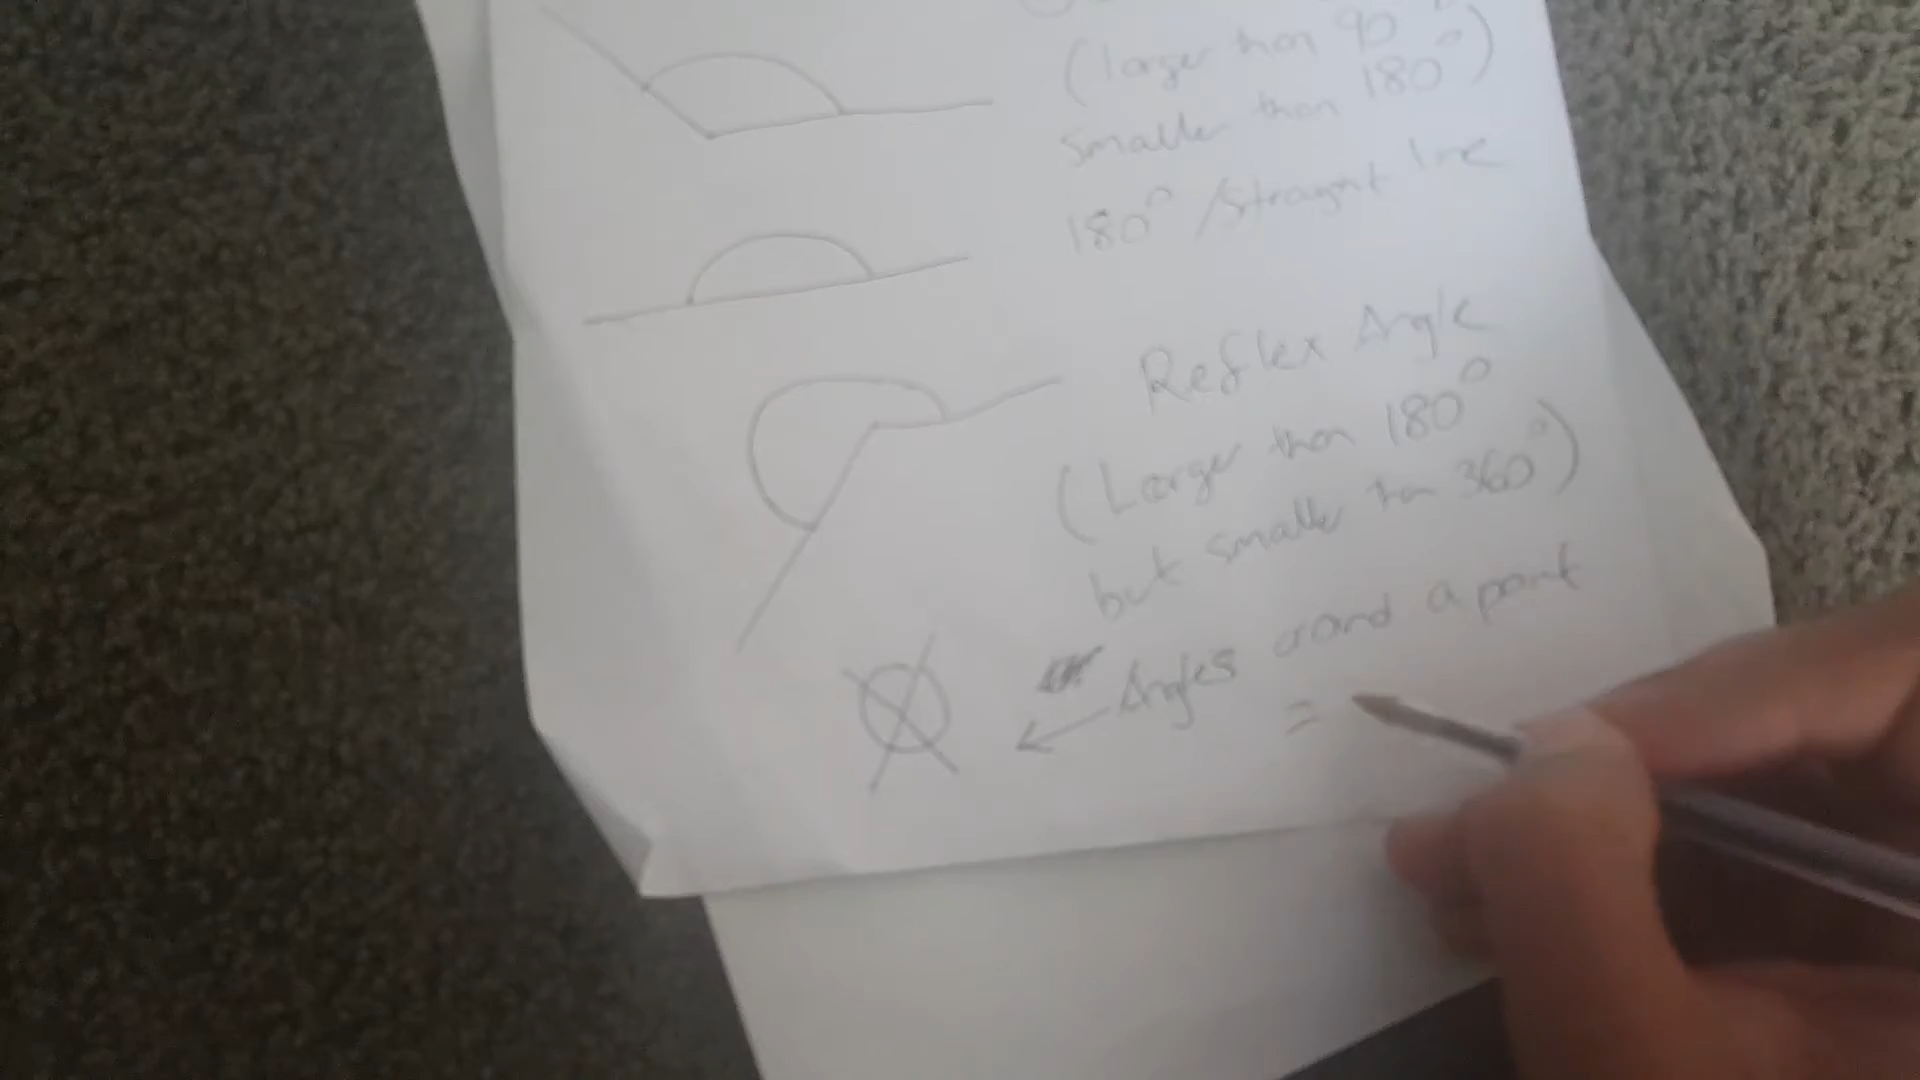 (larger than 90°
smaller than 180°)
180° /Straight line
Reflex Angle
(Larger than 180°
but smaller than 360°)
Angles around a point
=